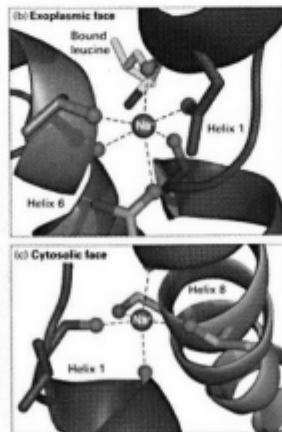 (b) Exoplasmic face
Bound
leucine
Na
Helix 1
Helix 6
(c) Cytosolic face
Helix 8
Na
Helix 1